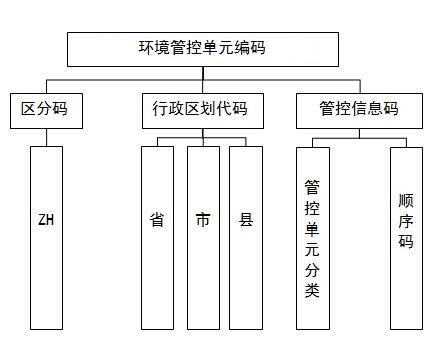 环境管控单元编码
区分码
行政区划代码
管控信息码
ZH
省
市
县
管控单元分类
顺序码